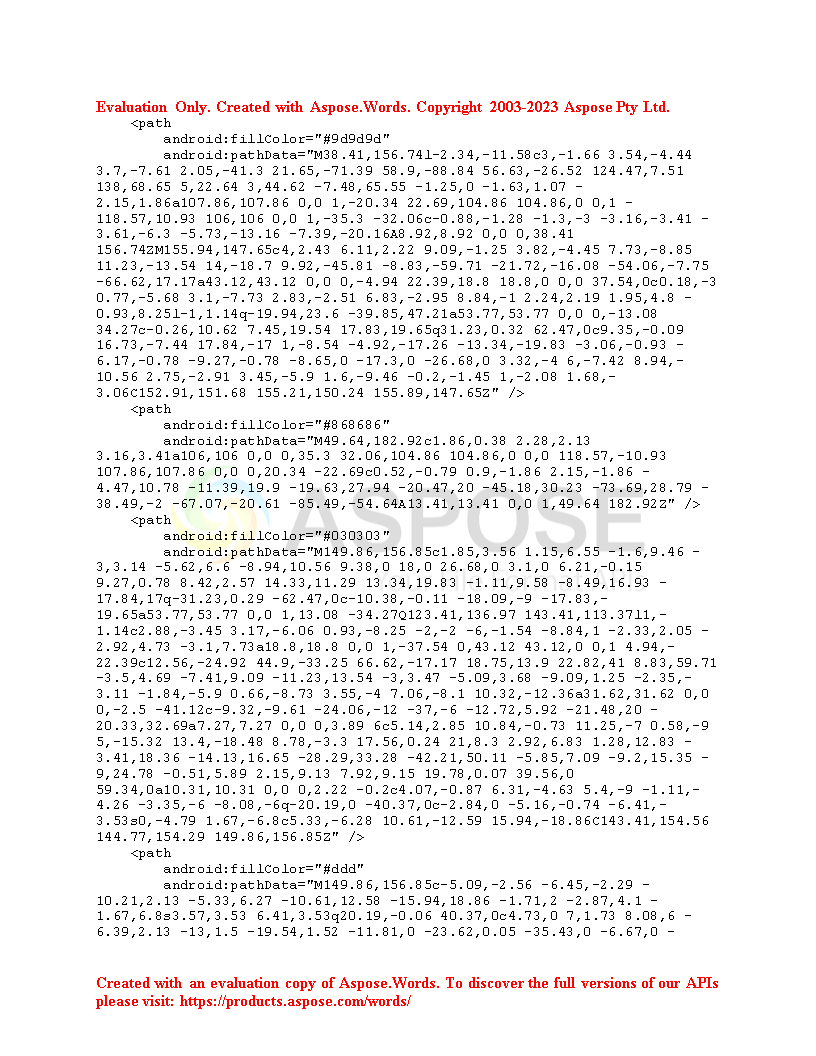 Evaluation Only. Created with Aspose.Words. Copyright 2003-2023 Aspose Pty Ltd.
<path
android:fillColor="#9d9d9d"
android:pathData="M38.41,156.74l-2.34,-11.58c3,-1.66 3.54,-4.44
3.7,-7.61 2.05,-41.3 21.65,-71.39 58.9,-88.84 56.63,-26.52 124.47,7.51
138,68.65 5,22.64 3,44.62 -7.48,65.55 -1.25,0 -1.63,1.07 -
2.15,1.86a107.86,107.86 0,0 1,-20.34 22.69,104.86 104.86,0 0,1 -
118.57,10.93 106,106 0,0 1,-35.3 -32.06c-0.88,-1.28 -1.3,-3 -3.16,-3.41 -
3.61,-6.3 -5.73,-13.16 -7.39,-20.16A8.92,8.92 0,0 0,38.41
156.74ZM155.94,147.65c4,2.43 6.11,2.22 9.09,-1.25 3.82,-4.45 7.73,-8.85
11.23,-13.54 14,-18.7 9.92,-45.81 -8.83,-59.71 -21.72,-16.08 -54.06,-7.75
-66.62,17.17a43.12,43.12 0,0 0,-4.94 22.39,18.8 18.8,0 0,0 37.54,0c0.18,-3
0.77,-5.68 3.1,-7.73 2.83,-2.51 6.83,-2.95 8.84,-1 2.24,2.19 1.95,4.8 -
0.93,8.25l-1,1.14q-19.94,23.6 -39.85,47.21a53.77,53.77 0,0 0,-13.08
34.27c-0.26,10.62 7.45,19.54 17.83,19.65q31.23,0.32 62.47,0c9.35,-0.09
16.73,-7.44 17.84,-17 1,-8.54 -4.92,-17.26 -13.34,-19.83 -3.06,-0.93 -
6.17,-0.78 -9.27,-0.78 -8.65,0 -17.3,0 -26.68,0 3.32,-4 6,-7.42 8.94,-
10.56 2.75,-2.91 3.45,-5.9 1.6,-9.46 -0.2,-1.45 1,-2.08 1.68,-
3.06C152.91,151.68 155.21,150.24 155.89,147.65Z" />
<path
android:fillColor="#868686"
android:pathData="M49.64,182.92c1.86,0.38 2.28,2.13
3.16,3.41a106,106 0,0 0,35.3 32.06,104.86 104.86,0 0,0 118.57,-10.93
107.86,107.86 0,0 0,20.34 -22.69c0.52,-0.79 0.9,-1.86 2.15,-1.86 -
4.47,10.78 -11.39,19.9 -19.63,27.94 -20.47,20 -45.18,30.23 -73.69,28.79 -
38.49,-2 -67.07,-20.61 -85.49,-54.64A13.41,13.41 0,0 1,49.64 182.92Z" />
<path
android:fillColor="#030303"
android:pathData="M149.86,156.85c1.85,3.56 1.15,6.55 -1.6,9.46 -
3,3.14 -5.62,6.6 -8.94,10.56 9.38,0 18,0 26.68,0 3.1,0 6.21,-0.15
9.27,0.78 8.42,2.57 14.33,11.29 13.34,19.83 -1.11,9.58 -8.49,16.93 -
17.84,17q-31.23,0.29 -62.47,0c-10.38,-0.11 -18.09,-9 -17.83,-
19.65a53.77,53.77 0,0 1,13.08 -34.27Q123.41,136.97 143.41,113.37l1,-
1.14c2.88,-3.45 3.17,-6.06 0.93,-8.25 -2,-2 -6,-1.54 -8.84,1 -2.33,2.05 -
2.92,4.73 -3.1,7.73a18.8,18.8 0,0 1,-37.54 0,43.12 43.12,0 0,1 4.94,-
22.39c12.56,-24.92 44.9,-33.25 66.62,-17.17 18.75,13.9 22.82,41 8.83,59.71
-3.5,4.69 -7.41,9.09 -11.23,13.54 -3,3.47 -5.09,3.68 -9.09,1.25 -2.35,-
3.11 -1.84,-5.9 0.66,-8.73 3.55,-4 7.06,-8.1 10.32,-12.36a31.62,31.62 0,0
0,-2.5 -41.12c-9.32,-9.61 -24.06,-12 -37,-6 -12.72,5.92 -21.48,20 -
20.33,32.69a7.27,7.27 0,0 0,3.89 6c5.14,2.85 10.84,-0.73 11.25,-7 0.58,-9
5,-15.32 13.4,-18.48 8.78,-3.3 17.56,0.24 21,8.3 2.92,6.83 1.28,12.83 -
3.41,18.36 -14.13,16.65 -28.29,33.28 -42.21,50.11 -5.85,7.09 -9.2,15.35 -
9,24.78 -0.51,5.89 2.15,9.13 7.92,9.15 19.78,0.07 39.56,0
59.34,0a10.31,10.31 0,0 0,2.22 -0.2c4.07,-0.87 6.31,-4.63 5.4,-9 -1.11,-
4.26 -3.35,-6 -8.08,-6q-20.19,0 -40.37,0c-2.84,0 -5.16,-0.74 -6.41,-
3.53s0,-4.79 1.67,-6.8c5.33,-6.28 10.61,-12.59 15.94,-18.86C143.41,154.56
144.77,154.29 149.86,156.85Z" />
<path
android:fillColor="#ddd"
android:pathData="M149.86,156.85c-5.09,-2.56 -6.45,-2.29 -
10.21,2.13 -5.33,6.27 -10.61,12.58 -15.94,18.86 -1.71,2 -2.87,4.1 -
1.67,6.8s3.57,3.53 6.41,3.53q20.19,-0.06 40.37,0c4.73,0 7,1.73 8.08,6 -
6.39,2.13 -13,1.5 -19.54,1.52 -11.81,0 -23.62,0.05 -35.43,0 -6.67,0 -
ASPOSE
Created with an evaluation copy of Aspose.Words. To discover the full versions of our APIs
please visit: https://products.aspose.com/words/